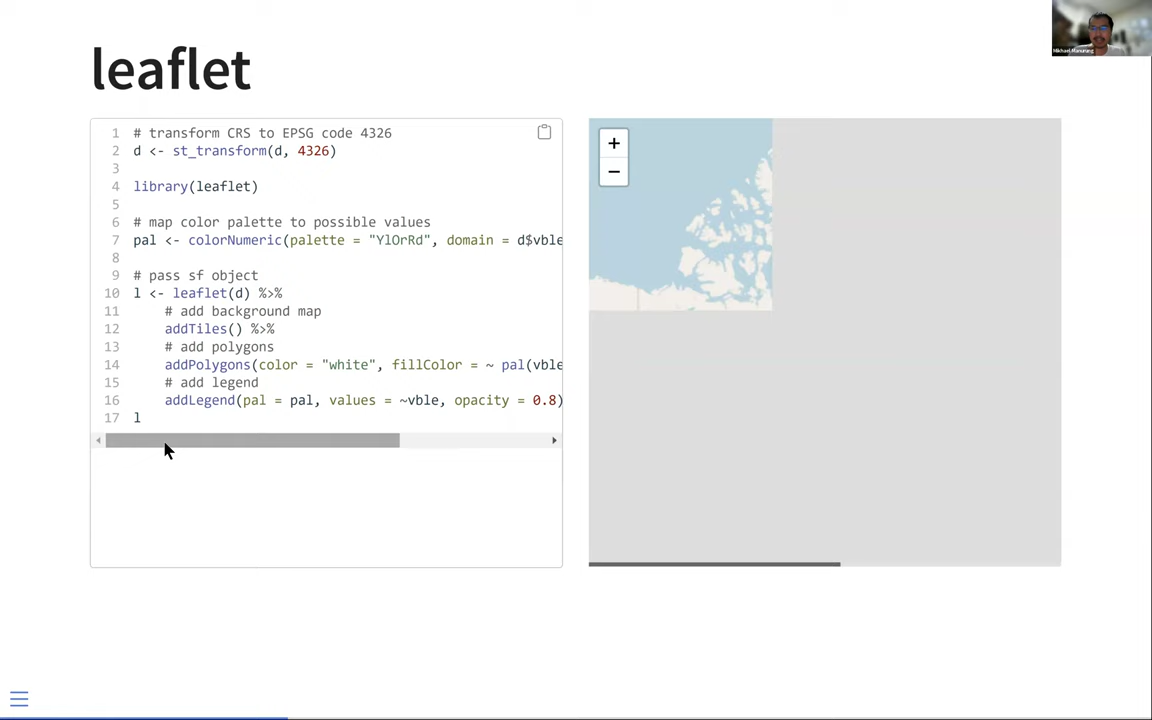 leaflet
Mikhael Manurung
1 # transform CRS to EPSG code 4326
2 d <- st_transform(d, 4326)
3
4 library(leaflet)
5
6 # map color palette to possible values
7 pal <- colorNumeric(palette = "YlOrRd", domain = d$vble
8
9 # pass sf object
10 l <- leaflet(d) %>%
11 # add background map
12 addTiles() %>%
13 # add polygons
14 addPolygons(color = "white", fillColor = ~ pal(vble
15 # add legend
16 addLegend(pal = pal, values = ~vble, opacity = 0.8)
17 l
+
−